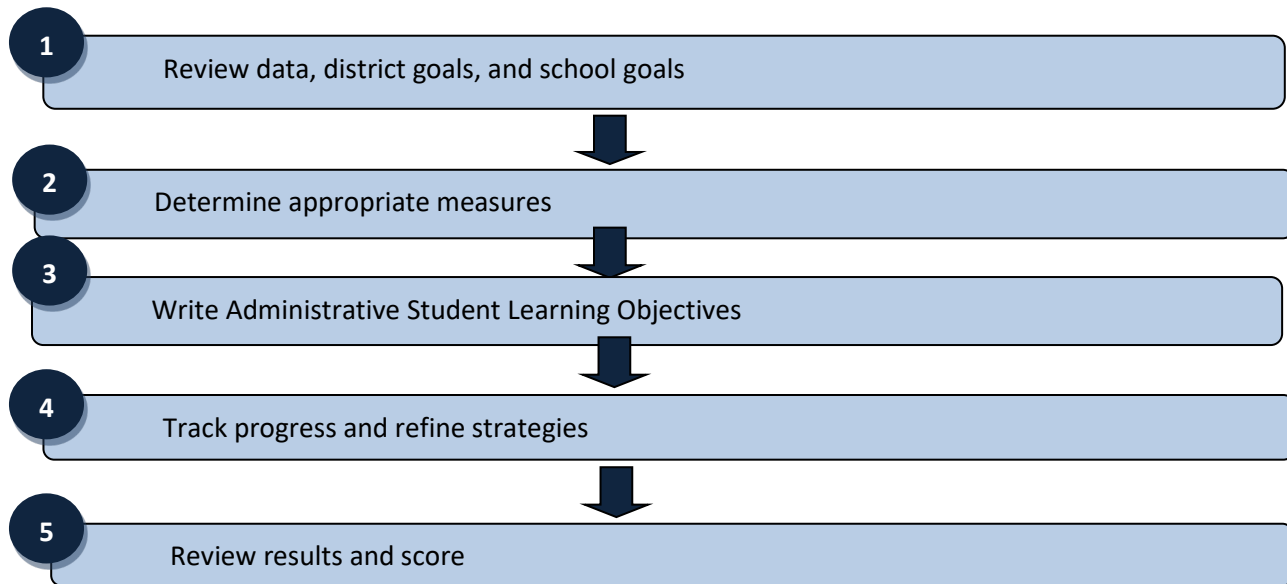 1
Review data, district goals, and school goals
2
Determine appropriate measures
3
Write Administrative Student Learning Objectives
4
Track progress and refine strategies
5
Review results and score